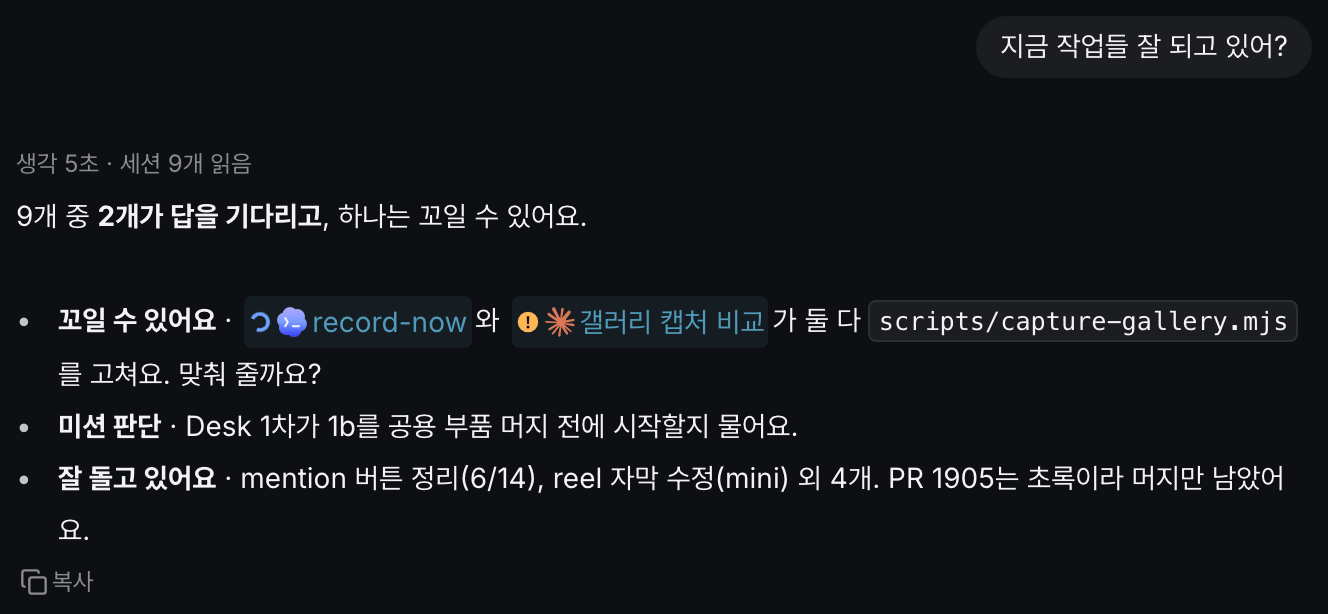 지금 작업들 잘 되고 있어?
생각 5초 · 세션 9개 읽음
9개 중 2개가 답을 기다리고, 하나는 꼬일 수 있어요.
• 꼬일 수 있어요 · record-now 와 갤러리 캡처 비교 가 둘 다 scripts/capture-gallery.mjs
를 고쳐요. 맞춰 줄까요?
• 미션 판단 · Desk 1차가 1b를 공용 부품 머지 전에 시작할지 물어요.
• 잘 돌고 있어요 · mention 버튼 정리(6/14), reel 자막 수정(mini) 외 4개. PR 1905는 초록이라 머지만 남았어
요.
복사